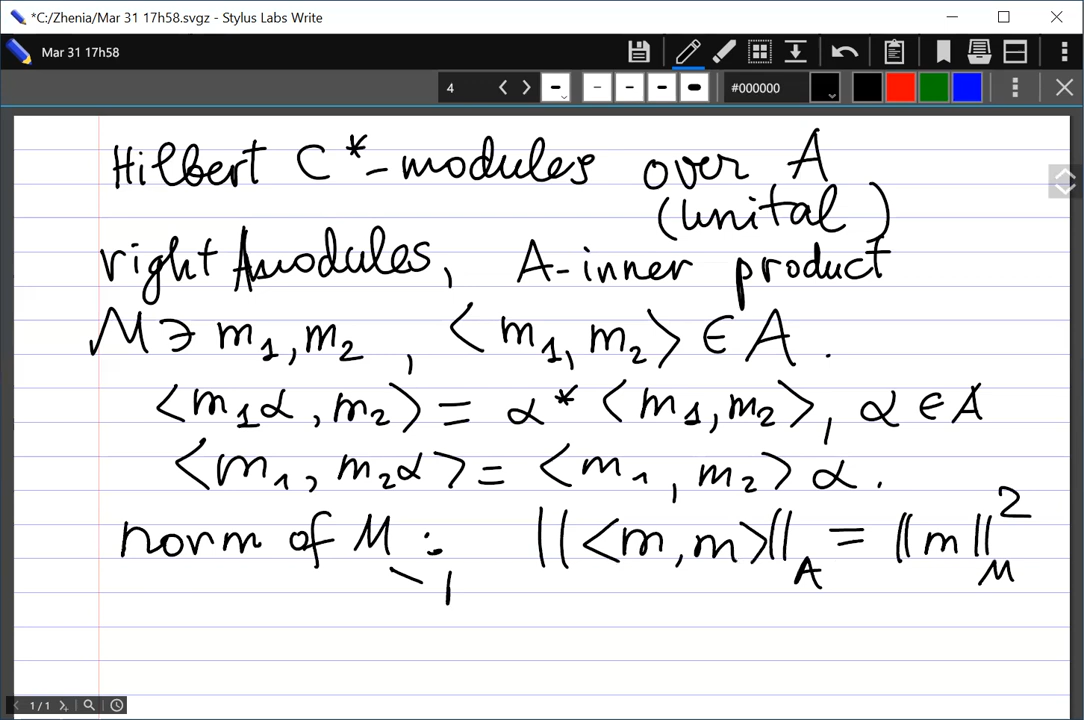 *C:/Zhenia/Mar 31 17h58.svgz - Stylus Labs Write
Mar 31 17h58
4
#000000
Hilbert C*-modules over A
(unital)
right A modules, A-inner product
M ∋ m₁, m₂, <m₁, m₂> ∈ A.
<m₁α, m₂> = α* <m₁, m₂>, α ∈ A
<m₁, m₂α> = <m₁, m₂> α.
norm of M : ||<m, m>||_A = ||m||²_M
1/1